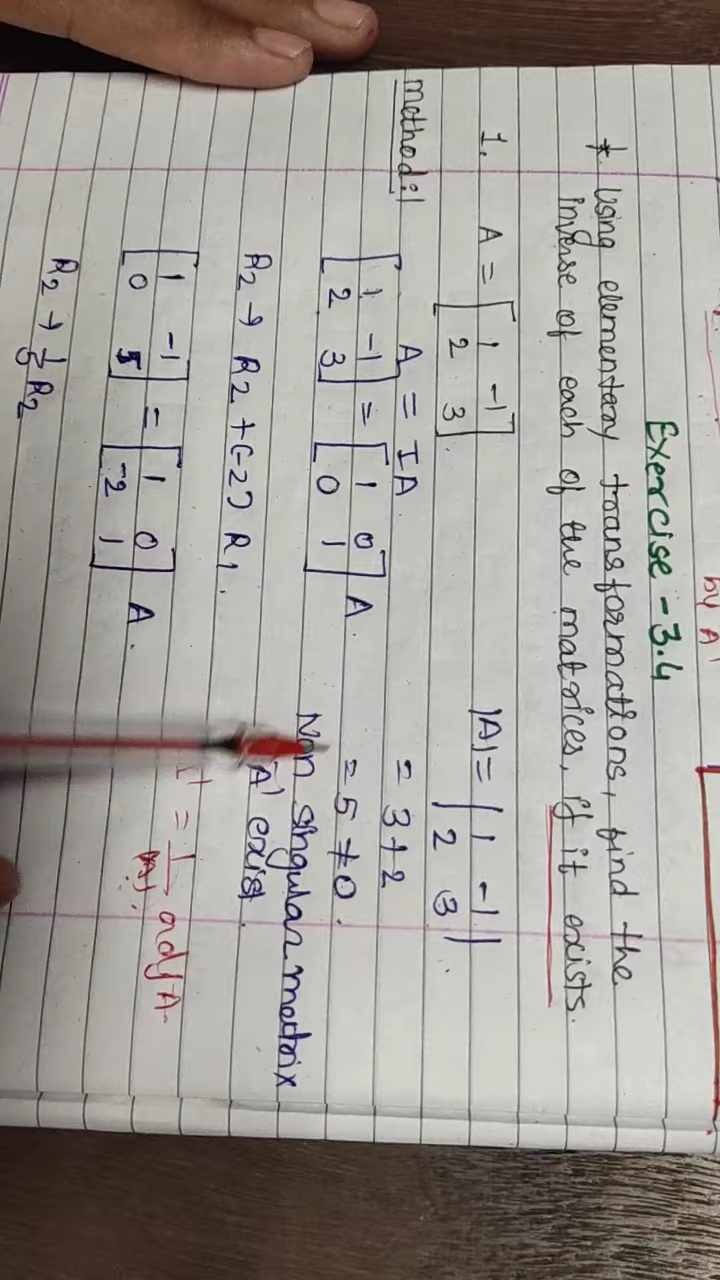 by A'
Exercise - 3.4
* Using elementary transformations, find the
inverse of each of the matrices, if it exists.
1. A = [1 -1
2 3].
|A| = |1 -1
2 3|.
= 3+2
= 5 ≠ 0.
Non singular matrix
A' exist.
method:1
A = IA
[1 -1
2 3] = [1 0
0 1] A.
R2 → R2 + (-2) R1.
[1 -1
0 5] = [1 0
-2 1] A.
= 1 adj A.
|A|
R2 → 1/5 R2